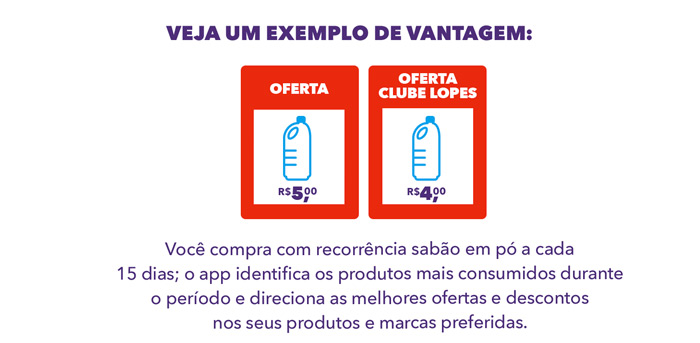 VEJA UM EXEMPLO DE VANTAGEM:
OFERTA
R$5,00
OFERTA
CLUBE LOPES
R$4,00
Você compra com recorrência sabão em pó a cada
15 dias; o app identifica os produtos mais consumidos durante
o período e direciona as melhores ofertas e descontos
nos seus produtos e marcas preferidas.